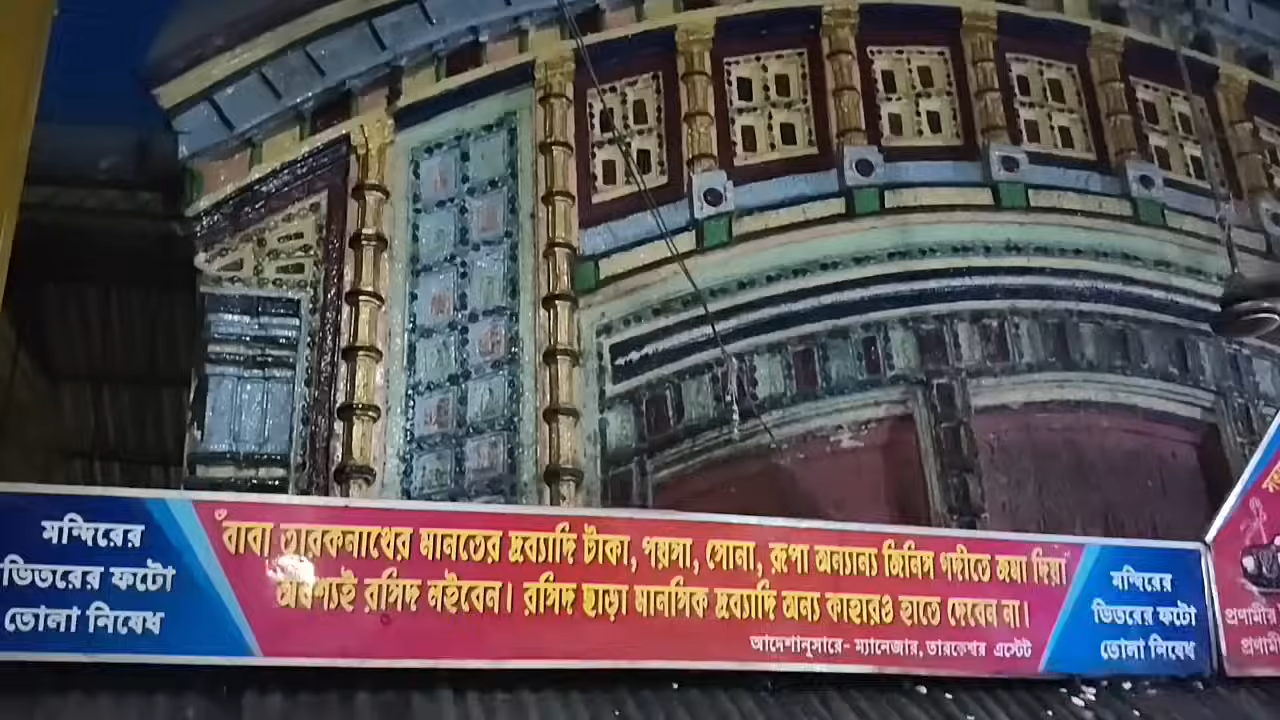 মন্দিরের
ভিতরের ফটো
তোলা নিষেধ
বাবা তারকনাথের মানতের দ্রব্যাদি টাকা, পয়সা, সোনা, রূপা অন্যান্য জিনিস গদীতে জমা দিয়া
অবশ্যই রসিদ লইবেন। রসিদ ছাড়া মানসিক দ্রব্যাদি অন্য কাহারও হাতে দেবেন না।
আদেশানুসারে- ম্যানেজার, তারকেশ্বর এস্টেট
মন্দিরের
ভিতরের ফটো
তোলা নিষেধ
প্রণামীর